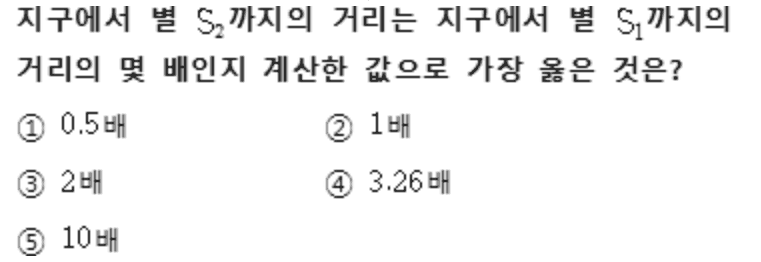 지구에서 별 S₂까지의 거리는 지구에서 별 S₁까지의
거리의 몇 배인지 계산한 값으로 가장 옳은 것은?
① 0.5배 ② 1배
③ 2배 ④ 3.26배
⑤ 10배